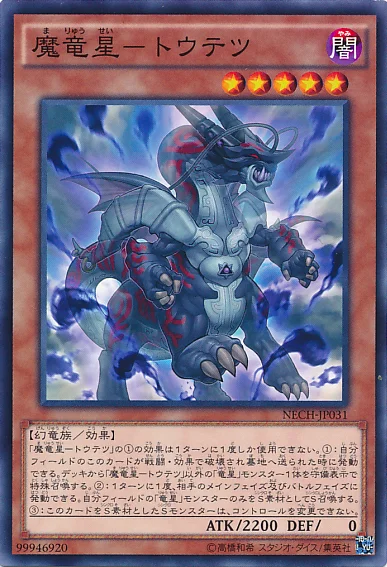 魔竜星－トウテツ
闇
NECH-JP031
【幻竜族／効果】
「魔竜星－トウテツ」の①の効果は１ターンに１度しか使用できない。①：自分
フィールドのこのカードが戦闘・効果で破壊され墓地へ送られた時に発動
できる。デッキから「魔竜星－トウテツ」以外の「竜星」モンスター１体を守備表示で
特殊召喚する。②：１ターンに１度、相手のメインフェイズ及びバトルフェイズに
発動できる。自分フィールドの「竜星」モンスターのみをＳ素材としてＳ召喚する。
③：このカードをＳ素材としたＳモンスターは、コントロールを変更できない。
ATK/2200 DEF/ 0
99946920
©高橋和希 スタジオ・ダイス/集英社